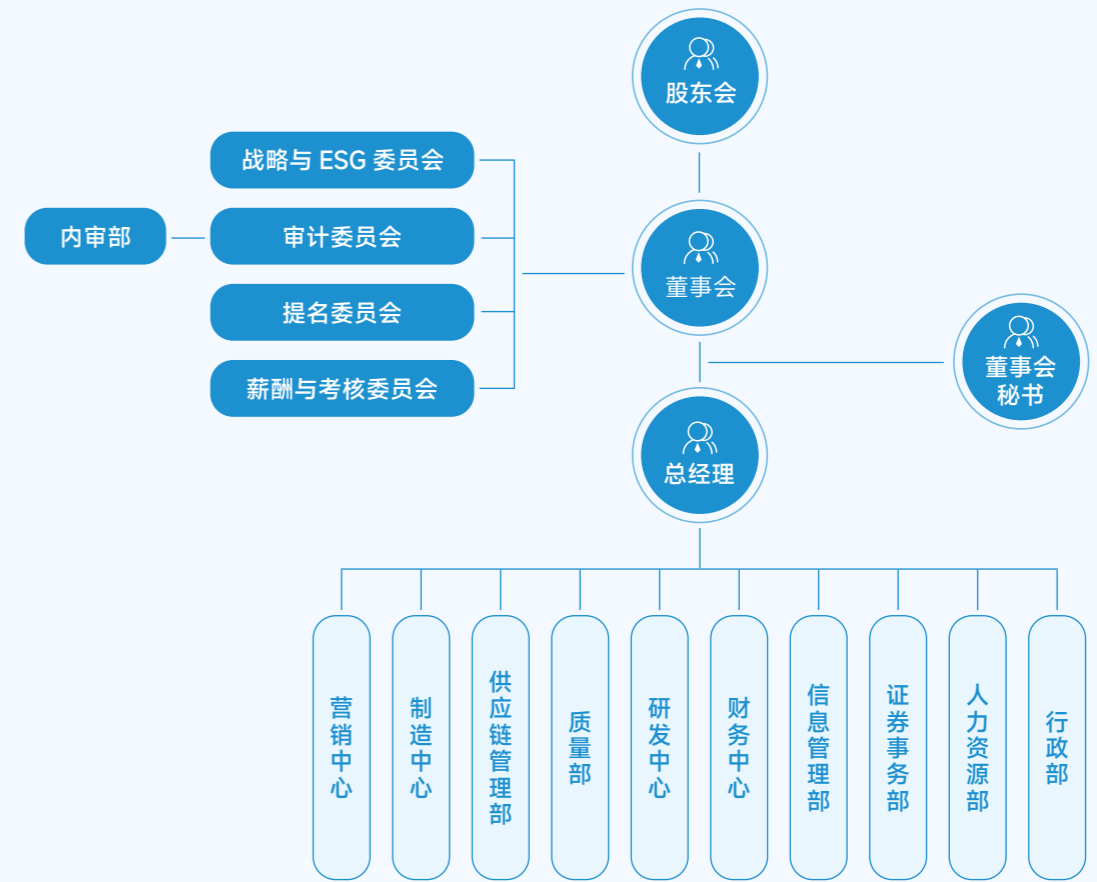 股东会
战略与 ESG 委员会
内审部
审计委员会
董事会
提名委员会
薪酬与考核委员会
董事会
秘书
总经理
营销中心
制造中心
供应链管理部
质量部
研发中心
财务中心
信息管理部
证券事务部
人力资源部
行政部